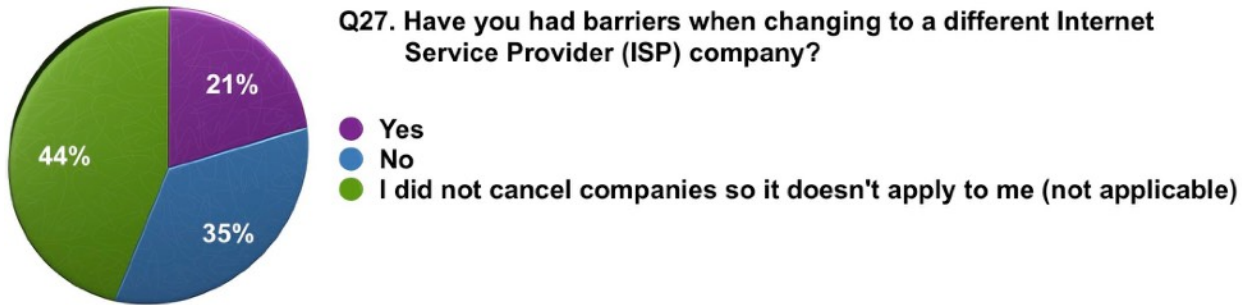 Q27. Have you had barriers when changing to a different Internet
Service Provider (ISP) company?
21%
44%
35%
Yes
No
I did not cancel companies so it doesn't apply to me (not applicable)